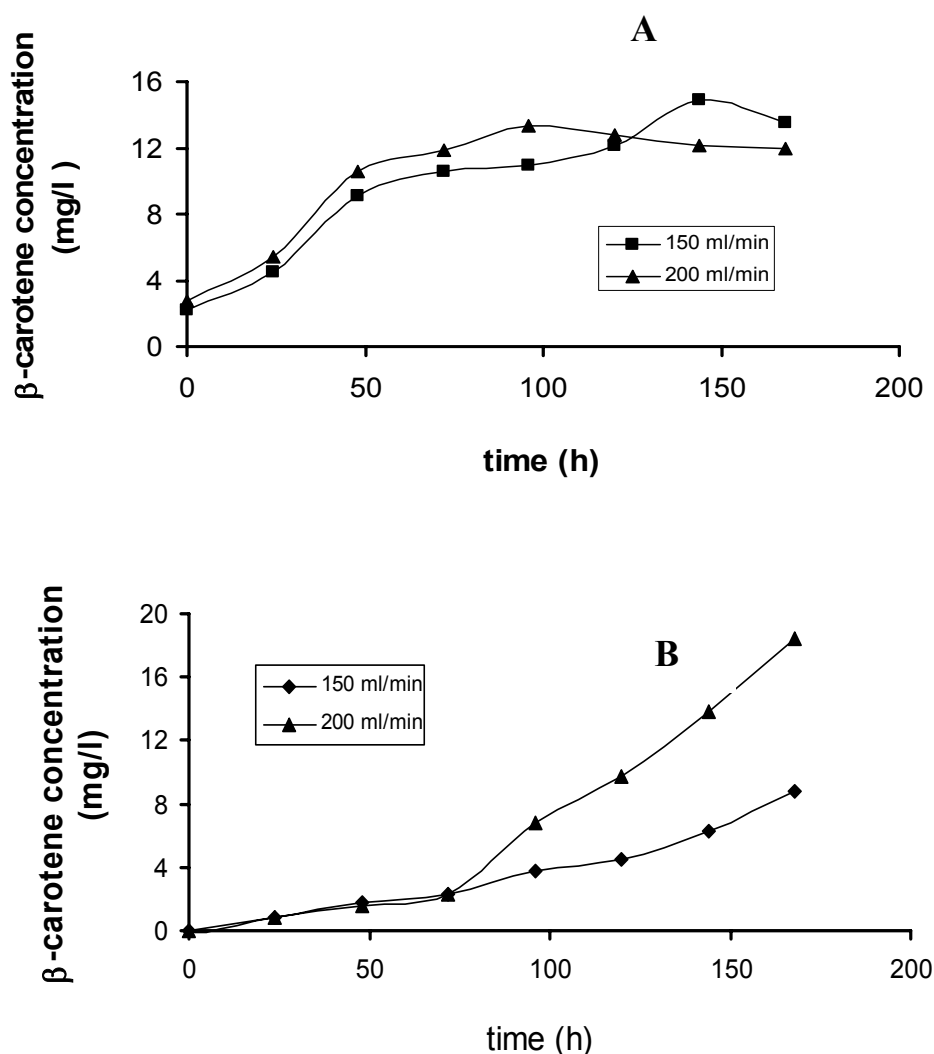 A
β-carotene concentration
(mg/l )
16
12
8
4
0
150 ml/min
200 ml/min
0 50 100 150 200
time (h)
B
β-carotene concentration
(mg/l)
20
16
12
8
4
0
150 ml/min
200 ml/min
0 50 100 150 200
time (h)